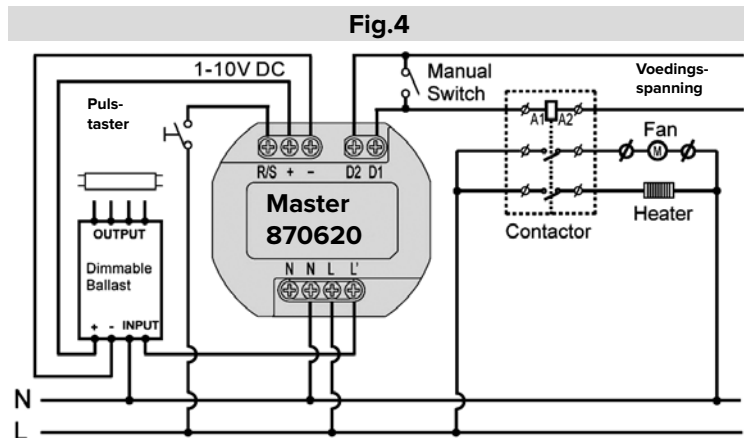 Fig.4
1-10V DC
Puls-
taster
Manual
Switch
Voedings-
spanning
A1 A2
Fan
M
R/S + - D2 D1
Master
870620
Heater
Contactor
OUTPUT
Dimmable
Ballast
+ - INPUT
N N L L'
N
L